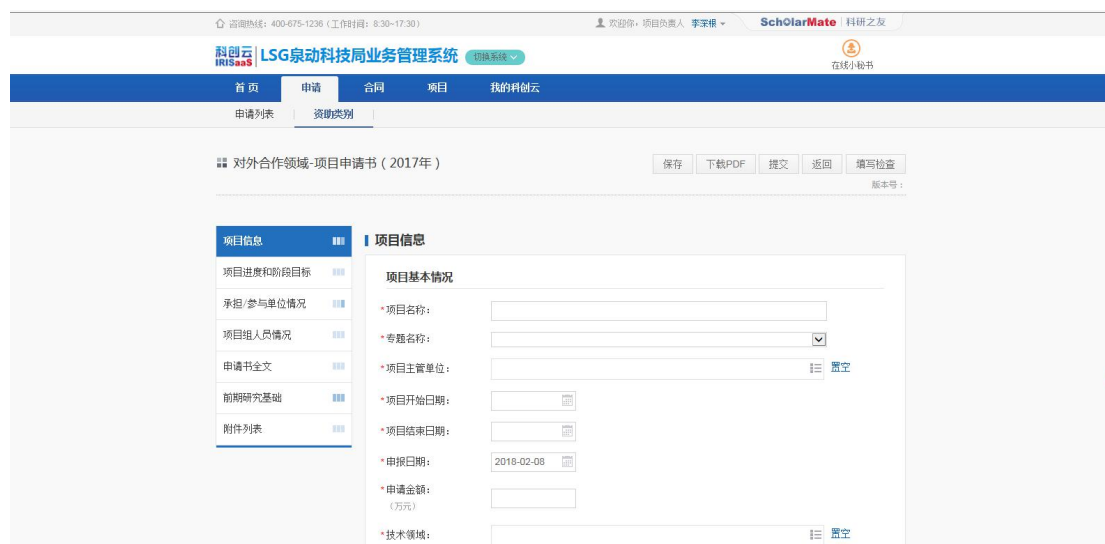 咨询热线：400-675-1236（工作时间：8:30~17:30） 欢迎你，项目负责人 李深根 ScholarMate 科研之友
科创云 IRISaaS LSG泉动科技局业务管理系统 切换系统 在线小秘书
首页 申请 合同 项目 我的科创云
申请列表 资助类别
对外合作领域-项目申请书（2017年） 保存 下载PDF 提交 返回 填写检查
版本号：
项目信息
项目进度和阶段目标
承担/参与单位情况
项目组人员情况
申请书全文
前期研究基础
附件列表
项目信息
项目基本情况
*项目名称：
*专题名称：
*项目主管单位： 置空
*项目开始日期：
*项目结束日期：
*申报日期： 2018-02-08
*申请金额：
（万元）
*技术领域： 置空